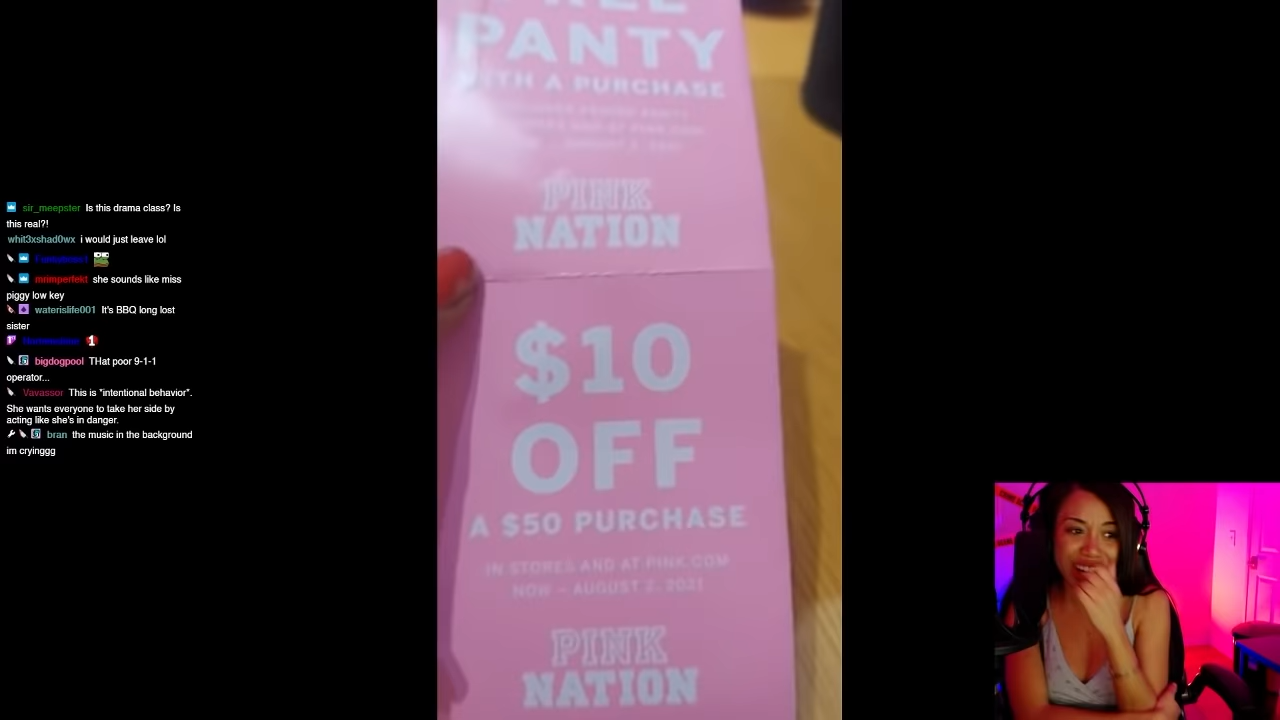 sir_meepster Is this drama class? Is
this real?!
whit3xshad0wx i would just leave lol
mrimperfekt she sounds like miss
piggy low key
waterislife001 It's BBQ long lost
sister
1
bigdogpool THat poor 9-1-1
operator...
Vavassor This is *intentional behavior*.
She wants everyone to take her side by
acting like she's in danger.
bran the music in the background
im cryinggg
FREE
PANTY
WITH A PURCHASE
PINK
NATION
$10
OFF
A $50 PURCHASE
IN STORES AND AT PINK.COM
NOW – AUGUST 2, 2021
PINK
NATION